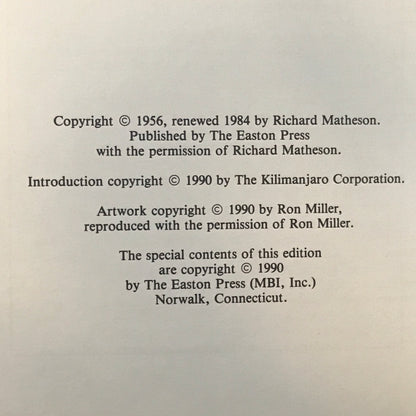 Copyright © 1956, renewed 1984 by Richard Matheson.
Published by The Easton Press
with the permission of Richard Matheson.
Introduction copyright © 1990 by The Kilimanjaro Corporation.
Artwork copyright © 1990 by Ron Miller,
reproduced with the permission of Ron Miller.
The special contents of this edition
are copyright © 1990
by The Easton Press (MBI, Inc.)
Norwalk, Connecticut.